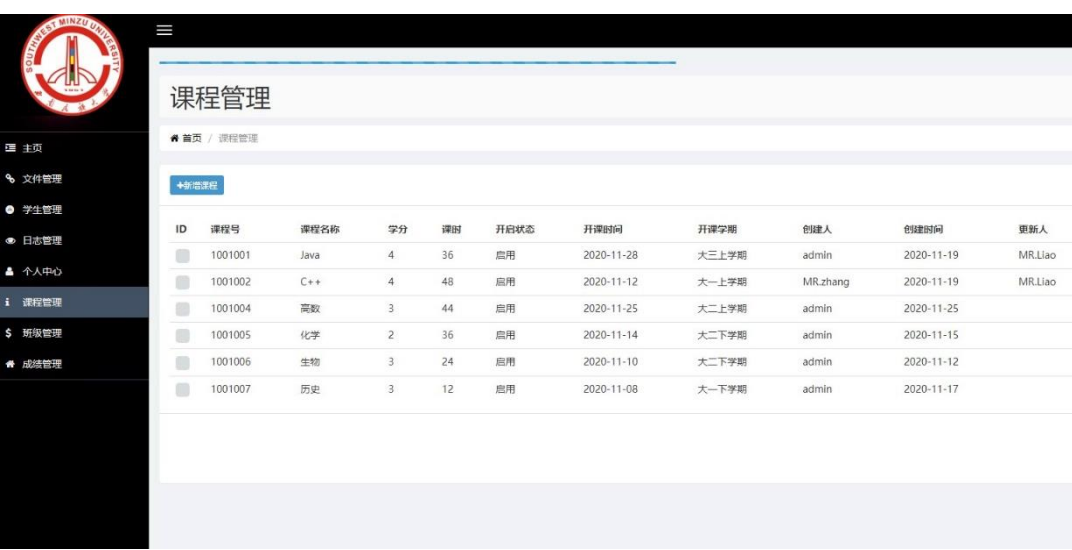 SOUTHWEST MINZU UNIVERSITY
西南民族大学
主页
文件管理
学生管理
日志管理
个人中心
课程管理
班级管理
成绩管理
课程管理
首页 / 课程管理
+新增课程
ID 课程号 课程名称 学分 课时 开启状态 开课时间 开课学期 创建人 创建时间 更新人
1001001 Java 4 36 启用 2020-11-28 大三上学期 admin 2020-11-19 MR.Liao
1001002 C++ 4 48 启用 2020-11-12 大一上学期 MR.zhang 2020-11-19 MR.Liao
1001004 高数 3 44 启用 2020-11-25 大二上学期 admin 2020-11-25
1001005 化学 2 36 启用 2020-11-14 大二下学期 admin 2020-11-15
1001006 生物 3 24 启用 2020-11-10 大二下学期 admin 2020-11-12
1001007 历史 3 12 启用 2020-11-08 大一下学期 admin 2020-11-17